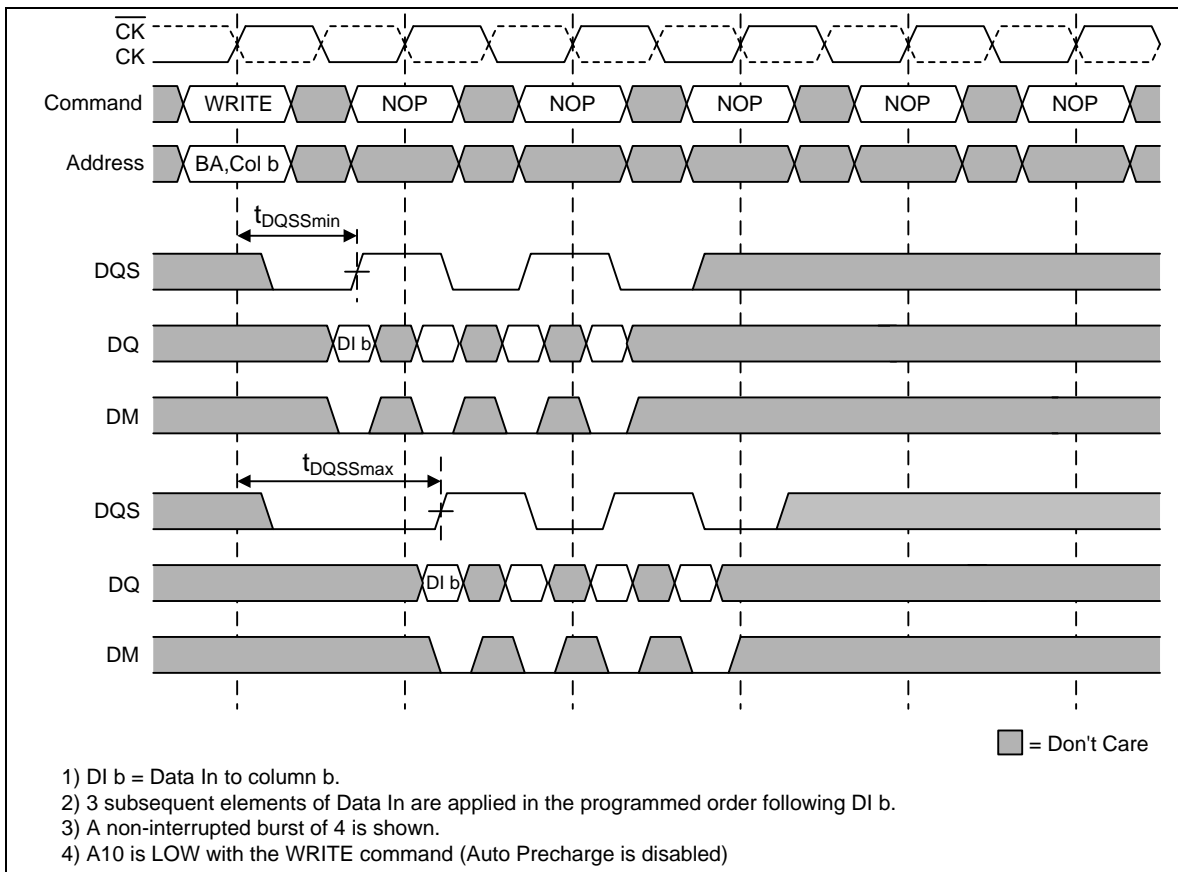 CK
CK
Command WRITE NOP NOP NOP NOP NOP
Address BA,Col b
tDQSSmin
DQS
DQ DI b
DM
tDQSSmax
DQS
DQ DI b
DM
= Don't Care
1) DI b = Data In to column b.
2) 3 subsequent elements of Data In are applied in the programmed order following DI b.
3) A non-interrupted burst of 4 is shown.
4) A10 is LOW with the WRITE command (Auto Precharge is disabled)